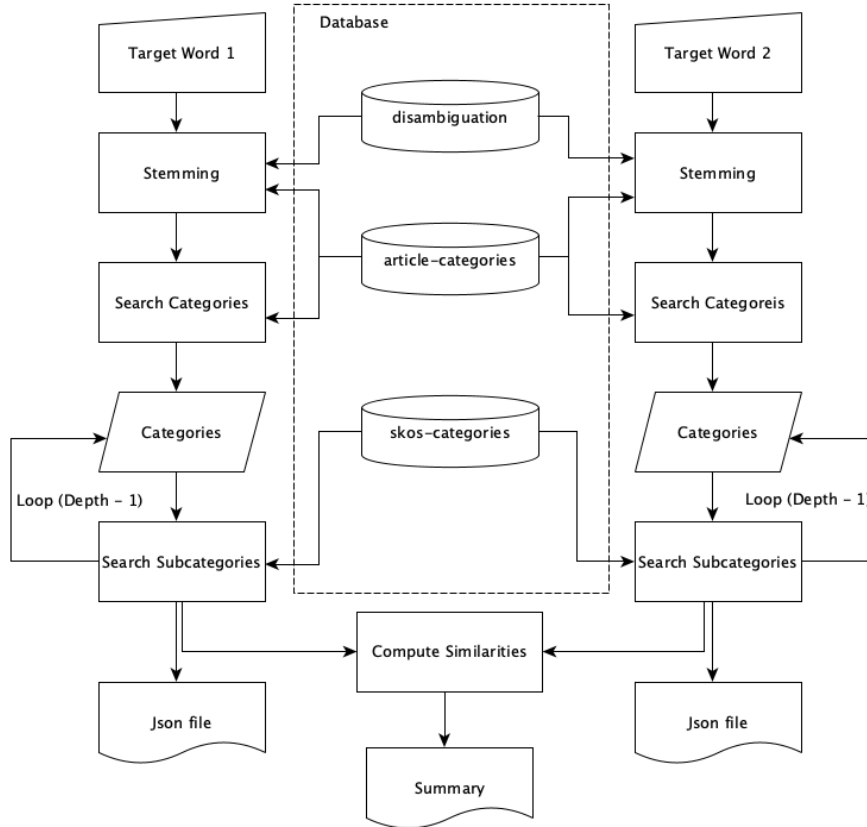 Database
Target Word 1
Target Word 2
disambiguation
Stemming
Stemming
article-categories
Search Categories
Search Categoreis
Categories
skos-categories
Categories
Loop (Depth - 1)
Loop (Depth - 1)
Search Subcategories
Search Subcategories
Compute Similarities
Json file
Json file
Summary